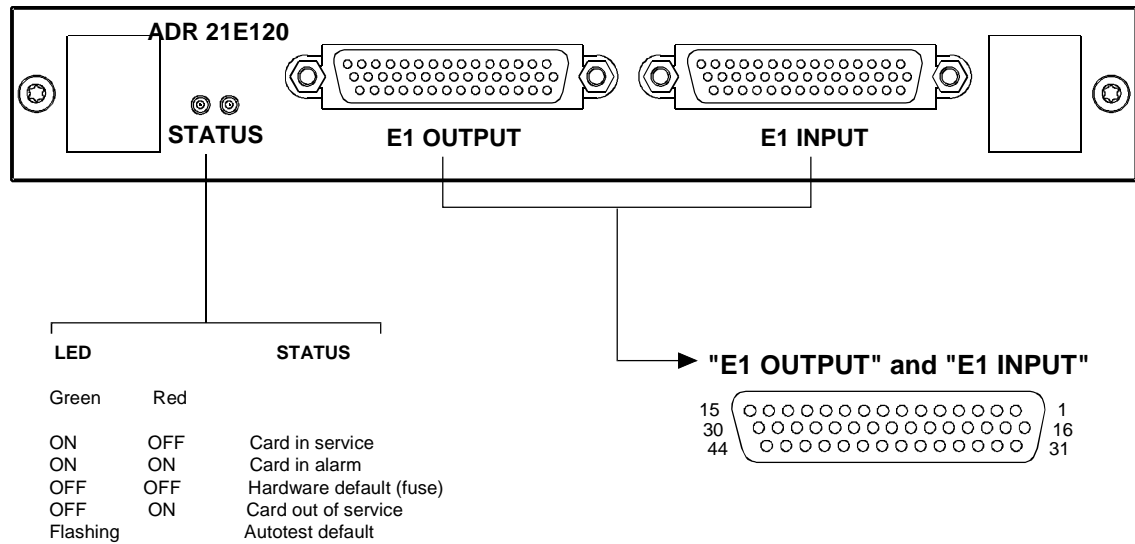 ADR 21E120
STATUS
E1 OUTPUT
E1 INPUT
LED STATUS
Green Red
ON OFF Card in service
ON ON Card in alarm
OFF OFF Hardware default (fuse)
OFF ON Card out of service
Flashing Autotest default
"E1 OUTPUT" and "E1 INPUT"
15 1
30 16
44 31